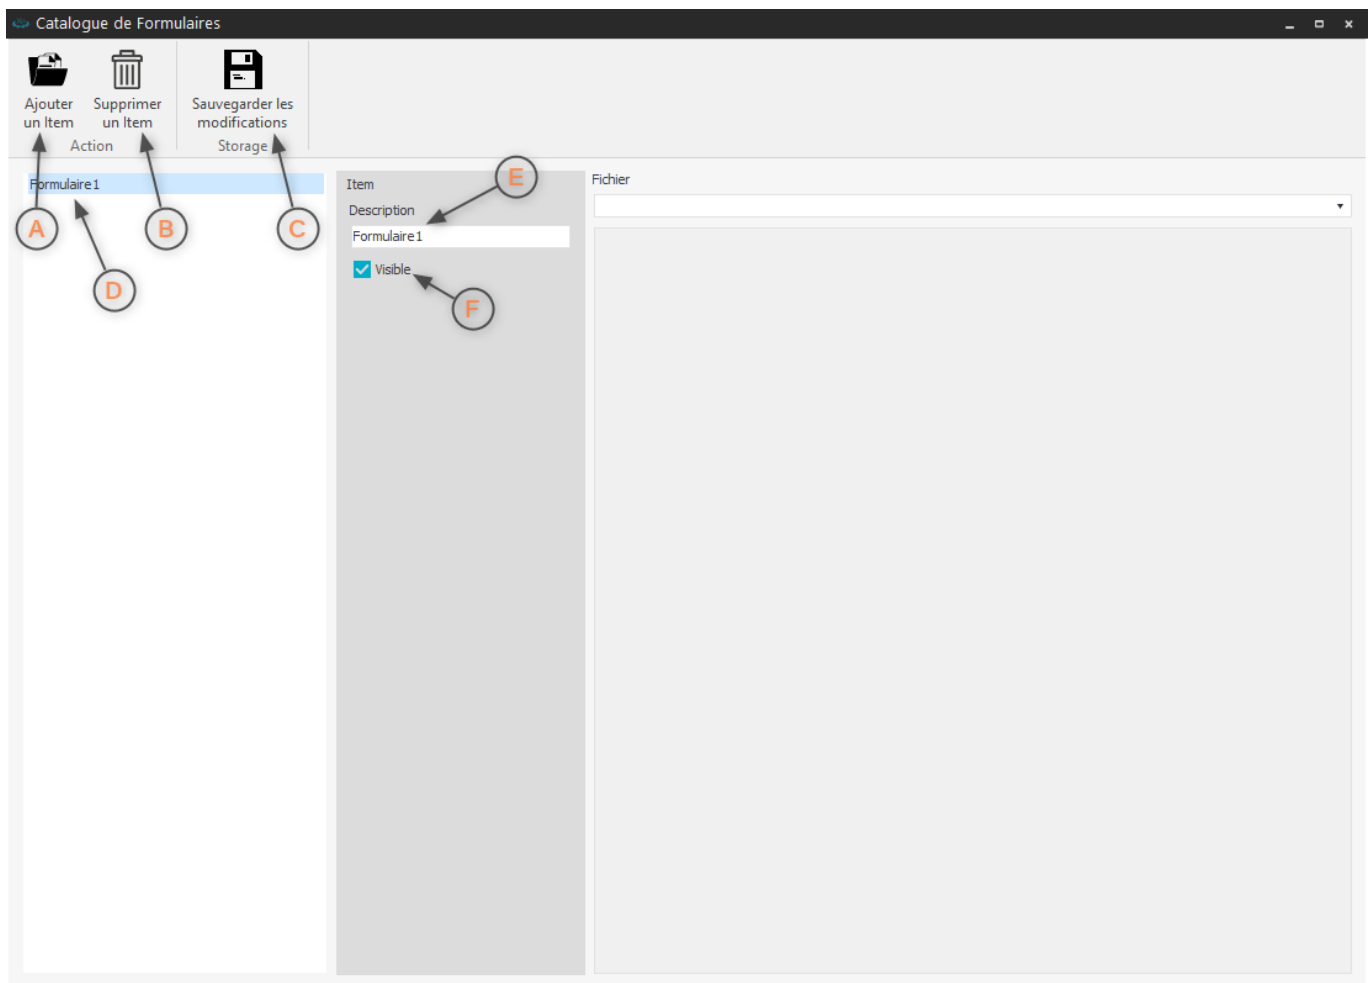 Catalogue de Formulaires
Ajouter
un Item
Supprimer
un Item
Action
Sauvegarder les
modifications
Storage
Formulaire1
A
B
C
D
Item
Description
Formulaire1
Visible
E
F
Fichier